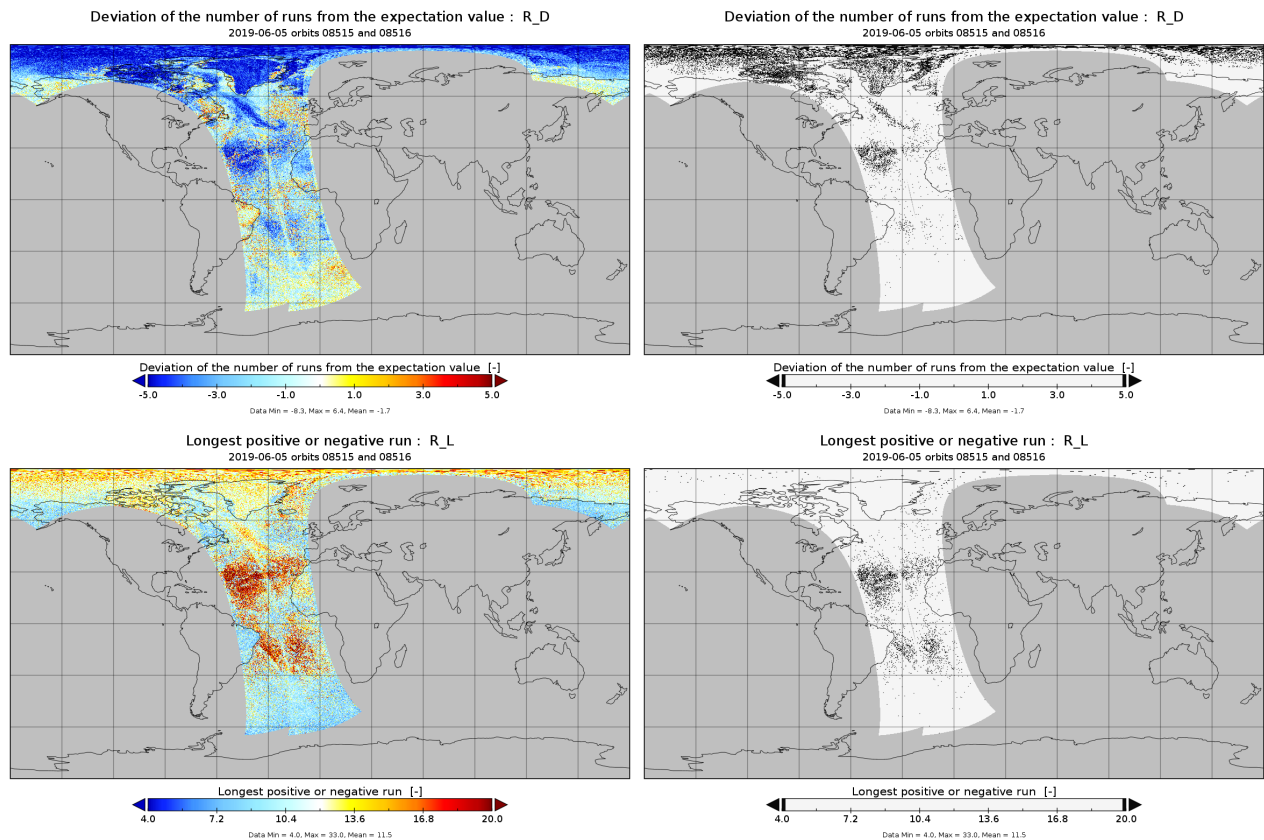 Deviation of the number of runs from the expectation value : R_D
2019-06-05 orbits 08515 and 08516
Deviation of the number of runs from the expectation value [-]
-5.0 -3.0 -1.0 1.0 3.0 5.0
Data Min = -8.3, Max = 6.4, Mean = -1.7
Deviation of the number of runs from the expectation value : R_D
2019-06-05 orbits 08515 and 08516
Deviation of the number of runs from the expectation value [-]
-5.0 -3.0 -1.0 1.0 3.0 5.0
Data Min = -8.3, Max = 6.4, Mean = -1.7
Longest positive or negative run : R_L
2019-06-05 orbits 08515 and 08516
Longest positive or negative run [-]
4.0 7.2 10.4 13.6 16.8 20.0
Data Min = 4.0, Max = 33.0, Mean = 11.5
Longest positive or negative run : R_L
2019-06-05 orbits 08515 and 08516
Longest positive or negative run [-]
4.0 7.2 10.4 13.6 16.8 20.0
Data Min = 4.0, Max = 33.0, Mean = 11.5